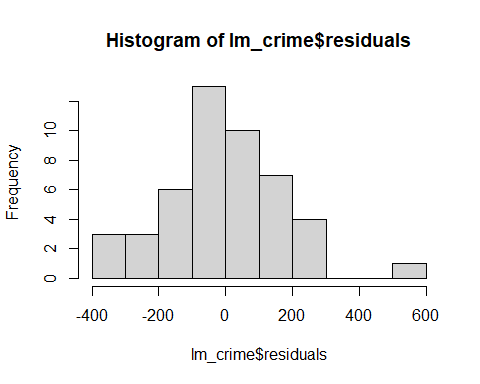 Histogram of lm_crime$residuals
Frequency
0 2 4 6 8 10
-400 -200 0 200 400 600
lm_crime$residuals